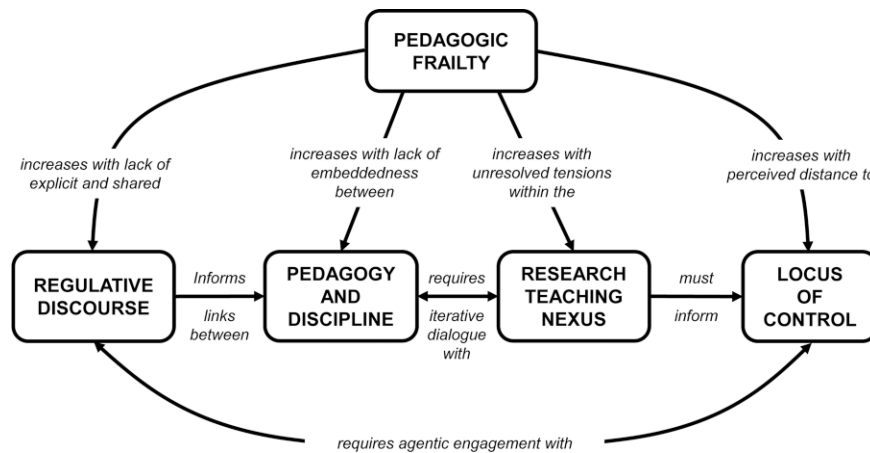 PEDAGOGIC
FRAILTY
increases with lack of
explicit and shared
increases with lack of
embeddedness
between
increases with
unresolved tensions
within the
increases with
perceived distance to
REGULATIVE
DISCOURSE
Informs
links
between
PEDAGOGY
AND
DISCIPLINE
requires
iterative
dialogue
with
RESEARCH
TEACHING
NEXUS
must
inform
LOCUS
OF
CONTROL
requires agentic engagement with